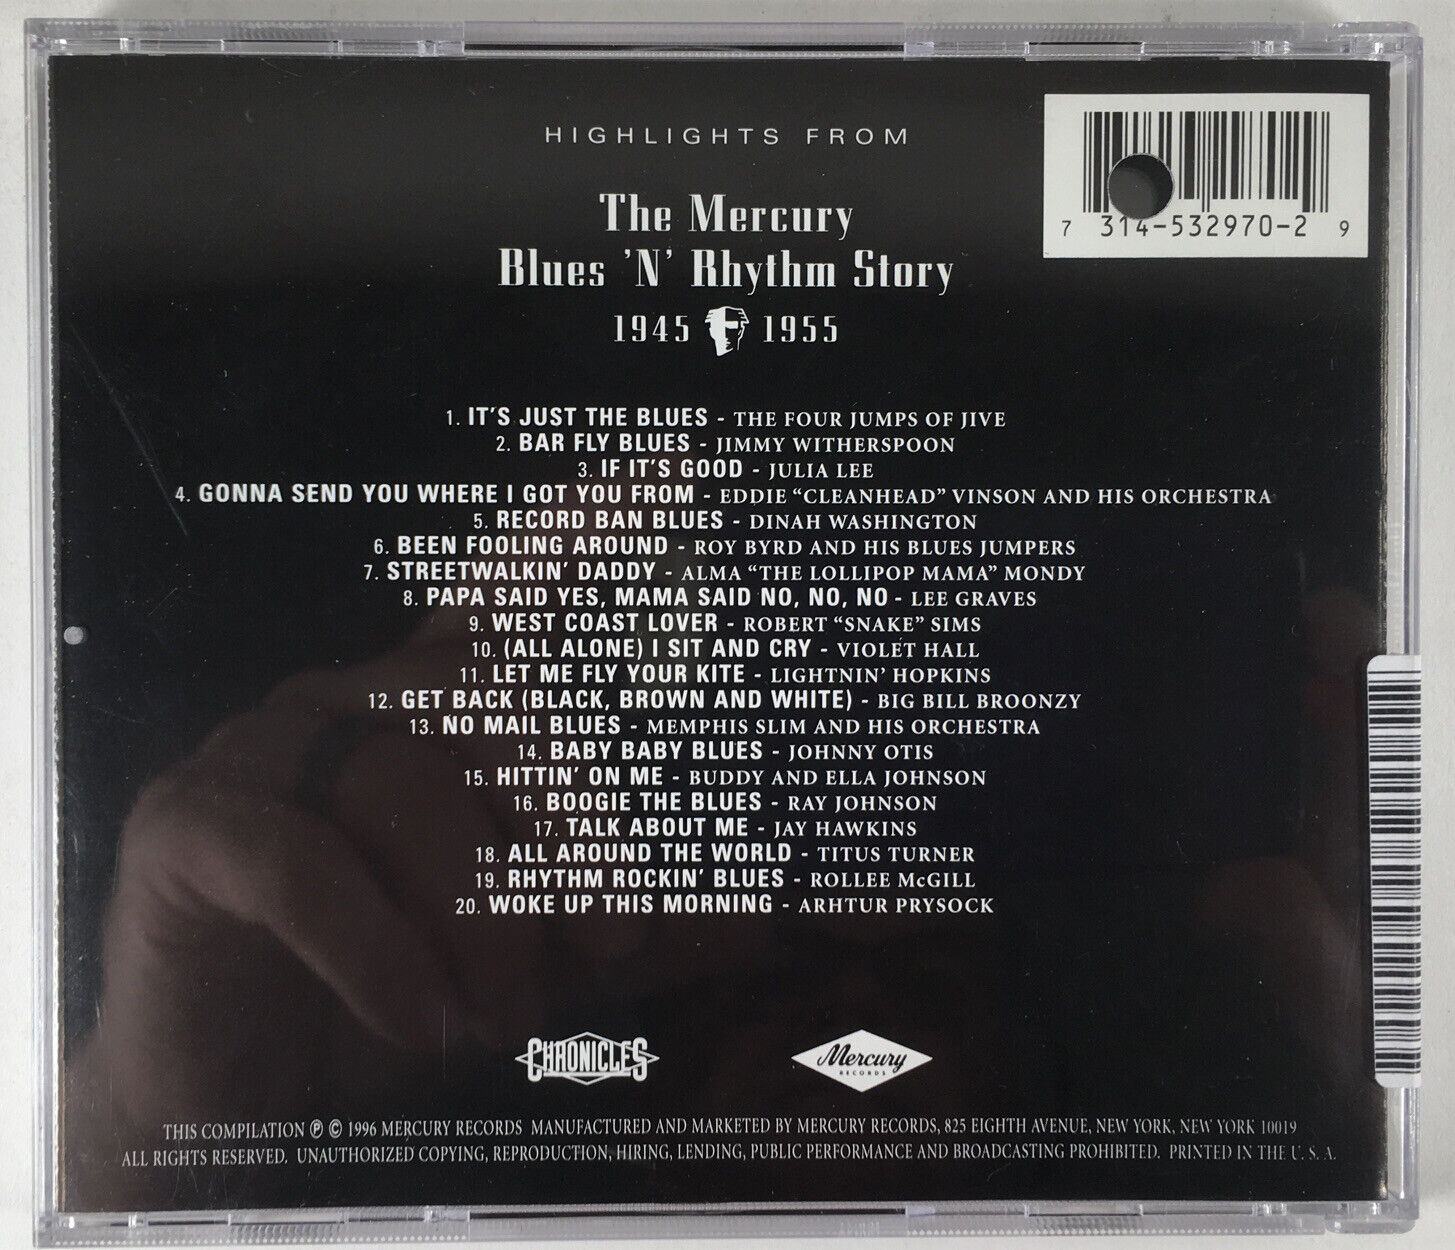 HIGHLIGHTS FROM
The Mercury
Blues 'N' Rhythm Story
1945 1955
7 314-532970-2 9
1. IT'S JUST THE BLUES - THE FOUR JUMPS OF JIVE
2. BAR FLY BLUES - JIMMY WITHERSPOON
3. IF IT'S GOOD - JULIA LEE
4. GONNA SEND YOU WHERE I GOT YOU FROM - EDDIE "CLEANHEAD" VINSON AND HIS ORCHESTRA
5. RECORD BAN BLUES - DINAH WASHINGTON
6. BEEN FOOLING AROUND - ROY BYRD AND HIS BLUES JUMPERS
7. STREETWALKIN' DADDY - ALMA "THE LOLLIPOP MAMA" MONDY
8. PAPA SAID YES, MAMA SAID NO, NO, NO - LEE GRAVES
9. WEST COAST LOVER - ROBERT "SNAKE" SIMS
10. (ALL ALONE) I SIT AND CRY - VIOLET HALL
11. LET ME FLY YOUR KITE - LIGHTNIN' HOPKINS
12. GET BACK (BLACK, BROWN AND WHITE) - BIG BILL BROONZY
13. NO MAIL BLUES - MEMPHIS SLIM AND HIS ORCHESTRA
14. BABY BABY BLUES - JOHNNY OTIS
15. HITTIN' ON ME - BUDDY AND ELLA JOHNSON
16. BOOGIE THE BLUES - RAY JOHNSON
17. TALK ABOUT ME - JAY HAWKINS
18. ALL AROUND THE WORLD - TITUS TURNER
19. RHYTHM ROCKIN' BLUES - ROLLEE McGILL
20. WOKE UP THIS MORNING - ARHTUR PRYSOCK
CHRONICLES
Mercury
RECORDS
THIS COMPILATION ℗ © 1996 MERCURY RECORDS MANUFACTURED AND MARKETED BY MERCURY RECORDS, 825 EIGHTH AVENUE, NEW YORK, NEW YORK 10019
ALL RIGHTS RESERVED. UNAUTHORIZED COPYING, REPRODUCTION, HIRING, LENDING, PUBLIC PERFORMANCE AND BROADCASTING PROHIBITED. PRINTED IN THE U. S. A.